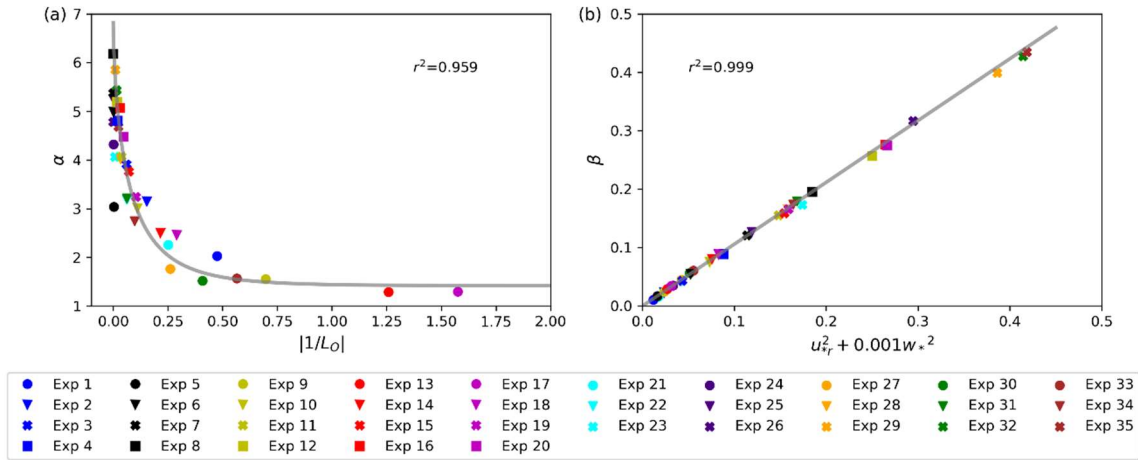 (a)
7
6
5
4
3
2
1
α
r²=0.959
0.00 0.25 0.50 0.75 1.00 1.25 1.50 1.75 2.00
|1/L_O|
(b)
0.5
0.4
0.3
0.2
0.1
0.0
β
r²=0.999
0.0 0.1 0.2 0.3 0.4 0.5
u²_{*r} + 0.001w_*²
Exp 1 Exp 5 Exp 9 Exp 13 Exp 17 Exp 21 Exp 24 Exp 27 Exp 30 Exp 33
Exp 2 Exp 6 Exp 10 Exp 14 Exp 18 Exp 22 Exp 25 Exp 28 Exp 31 Exp 34
Exp 3 Exp 7 Exp 11 Exp 15 Exp 19 Exp 23 Exp 26 Exp 29 Exp 32 Exp 35
Exp 4 Exp 8 Exp 12 Exp 16 Exp 20